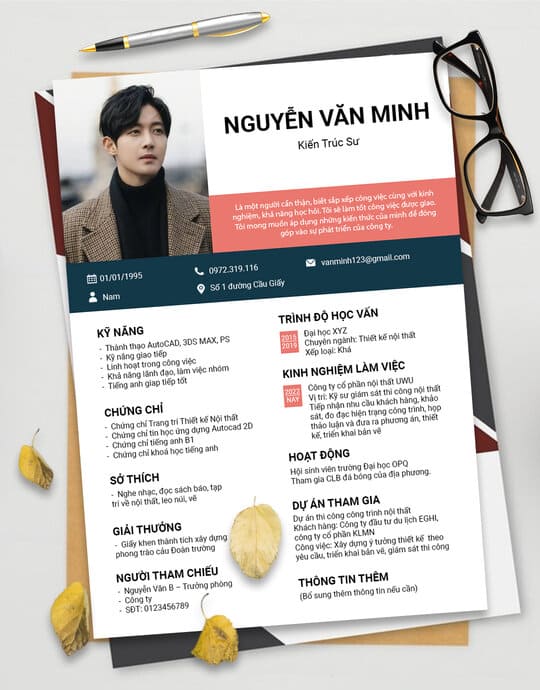 NGUYỄN VĂN MINH
Kiến Trúc Sư
Là một người cẩn thận, biết sắp xếp công việc cùng với kinh
nghiệm, khả năng học hỏi. Tôi sẽ làm tốt công việc được giao.
Tôi mong muốn áp dụng những kiến thức của mình để đóng
góp vào sự phát triển của công ty.
01/01/1995
0972.319.116
vanminh123@gmail.com
Nam
Số 1 đường Cầu Giấy
KỸ NĂNG
- Thành thạo AutoCAD, 3DS MAX, PS
- Kỹ năng giao tiếp
- Linh hoạt trong công việc
- Khả năng lãnh đạo, làm việc nhóm
- Tiếng anh giap tiếp tốt
CHỨNG CHỈ
- Chứng chỉ Trang trí Thiết kế Nội thất
- Chứng chỉ tin học ứng dụng Autocad 2D
- Chứng chỉ tiếng anh B1
- Chứng chỉ khoá học tiếng anh
SỞ THÍCH
- Nghe nhạc, đọc sách báo, tạp
trí về nội thất, leo núi, vẽ
GIẢI THƯỞNG
- Giấy khen thành tích xây dựng
phong trào cảu Đoàn trường
NGƯỜI THAM CHIẾU
- Nguyễn Văn B – Trưởng phòng
- Công ty
- SĐT: 0123456789
TRÌNH ĐỘ HỌC VẤN
2015
2019
Đại học XYZ
Chuyên ngành: Thiết kế nội thất
Xếp loại: Khá
KINH NGHIỆM LÀM VIỆC
2022
NAY
Công ty cổ phần nội thất UWU
Vị trí: Kỹ sư giám sát thi công nội thất
Tiếp nhận nhu cầu khách hàng, khảo
sát, đo đạc hiện trạng công trình, họp
thảo luận và đưa ra phương án, thiết
kế, triển khai bản vẽ
HOẠT ĐỘNG
Hội sinh viên trường Đại học OPQ
Tham gia CLB đá bóng của địa phương.
DỰ ÁN THAM GIA
Dự án thi công công trình nội thất
Khách hàng: Công ty đầu tư du lịch EGHI,
công ty cổ phần KLMN
Công việc: Xây dựng ý tưởng thiết kế theo
yêu cầu, triển khai bản vẽ, giám sát thi công
THÔNG TIN THÊM
(Bổ sung thêm thông tin nếu cần)